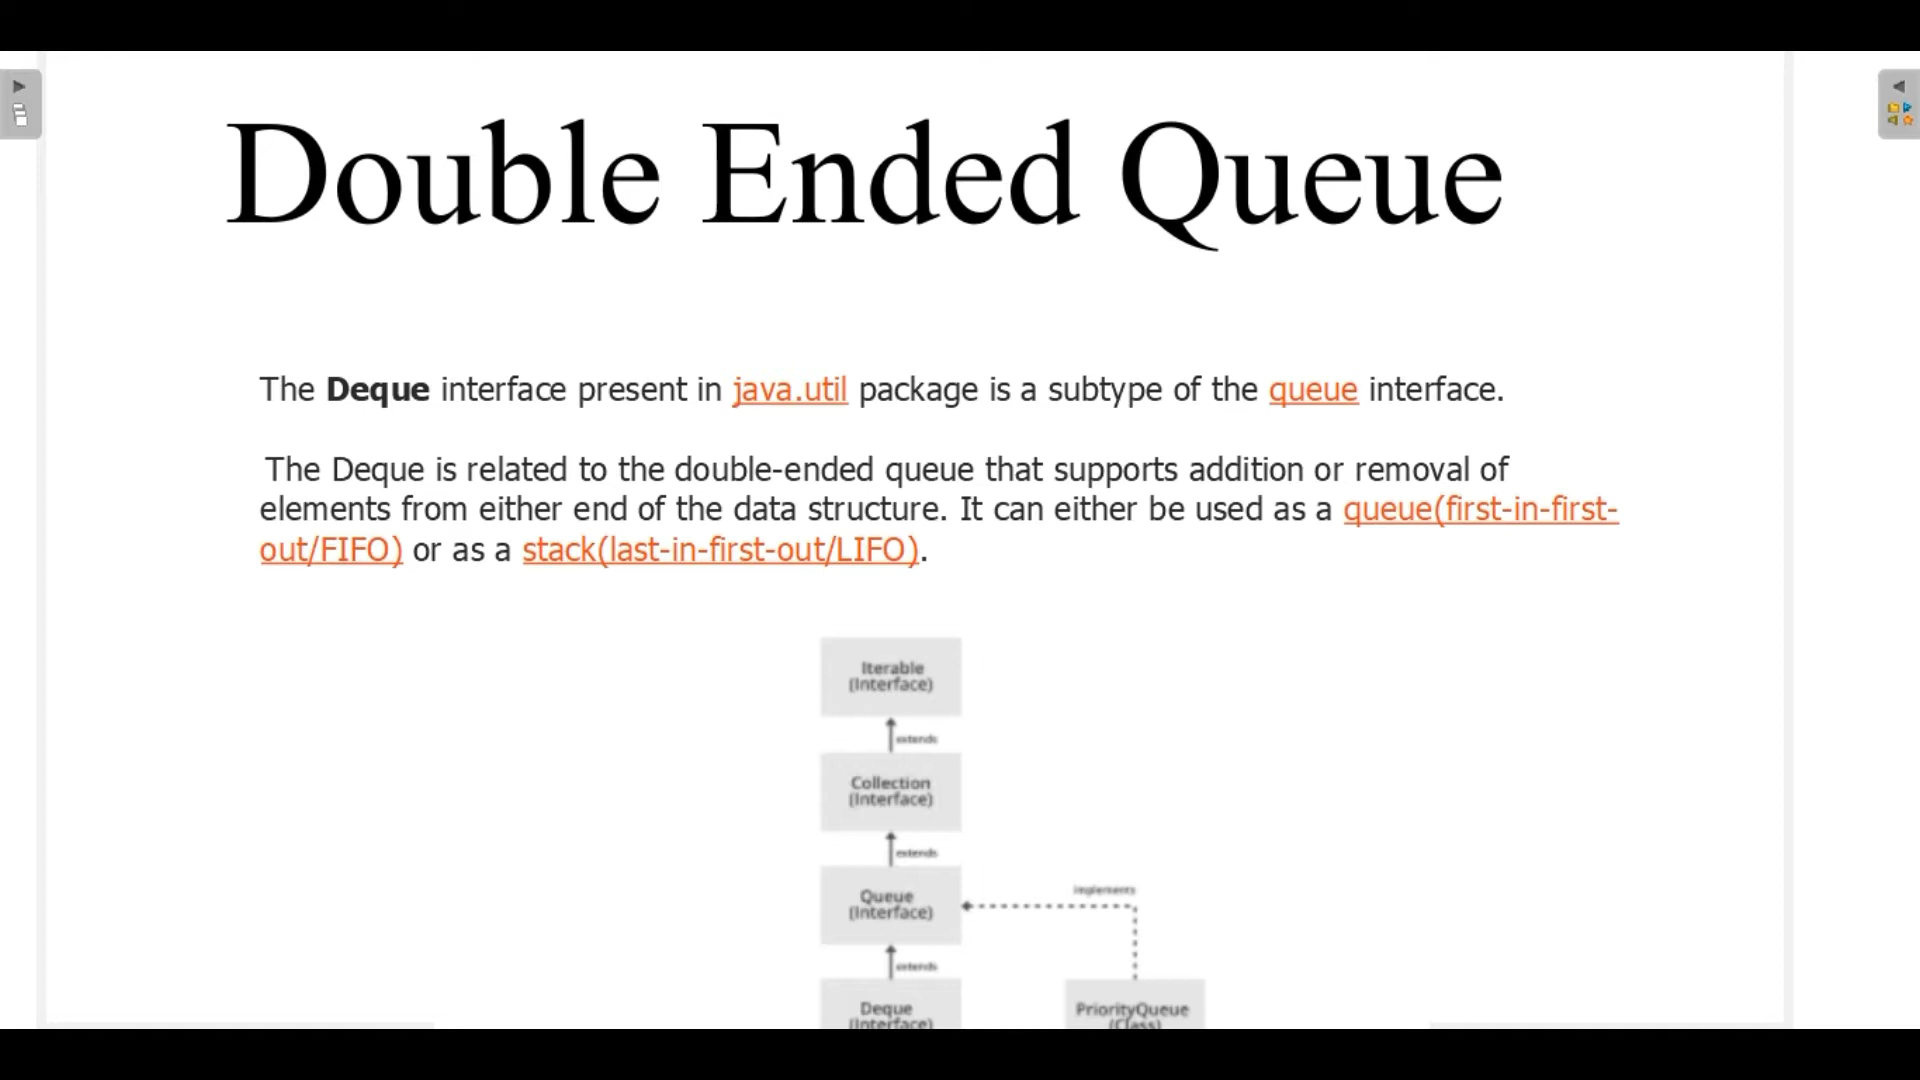 Double Ended Queue
The Deque interface present in java.util package is a subtype of the queue interface.
The Deque is related to the double-ended queue that supports addition or removal of
elements from either end of the data structure. It can either be used as a queue(first-in-first-
out/FIFO) or as a stack(last-in-first-out/LIFO).
Iterable
(Interface)
extends
Collection
(Interface)
extends
Queue
(Interface)
implements
extends
Deque
(Interface)
PriorityQueue
(Class)